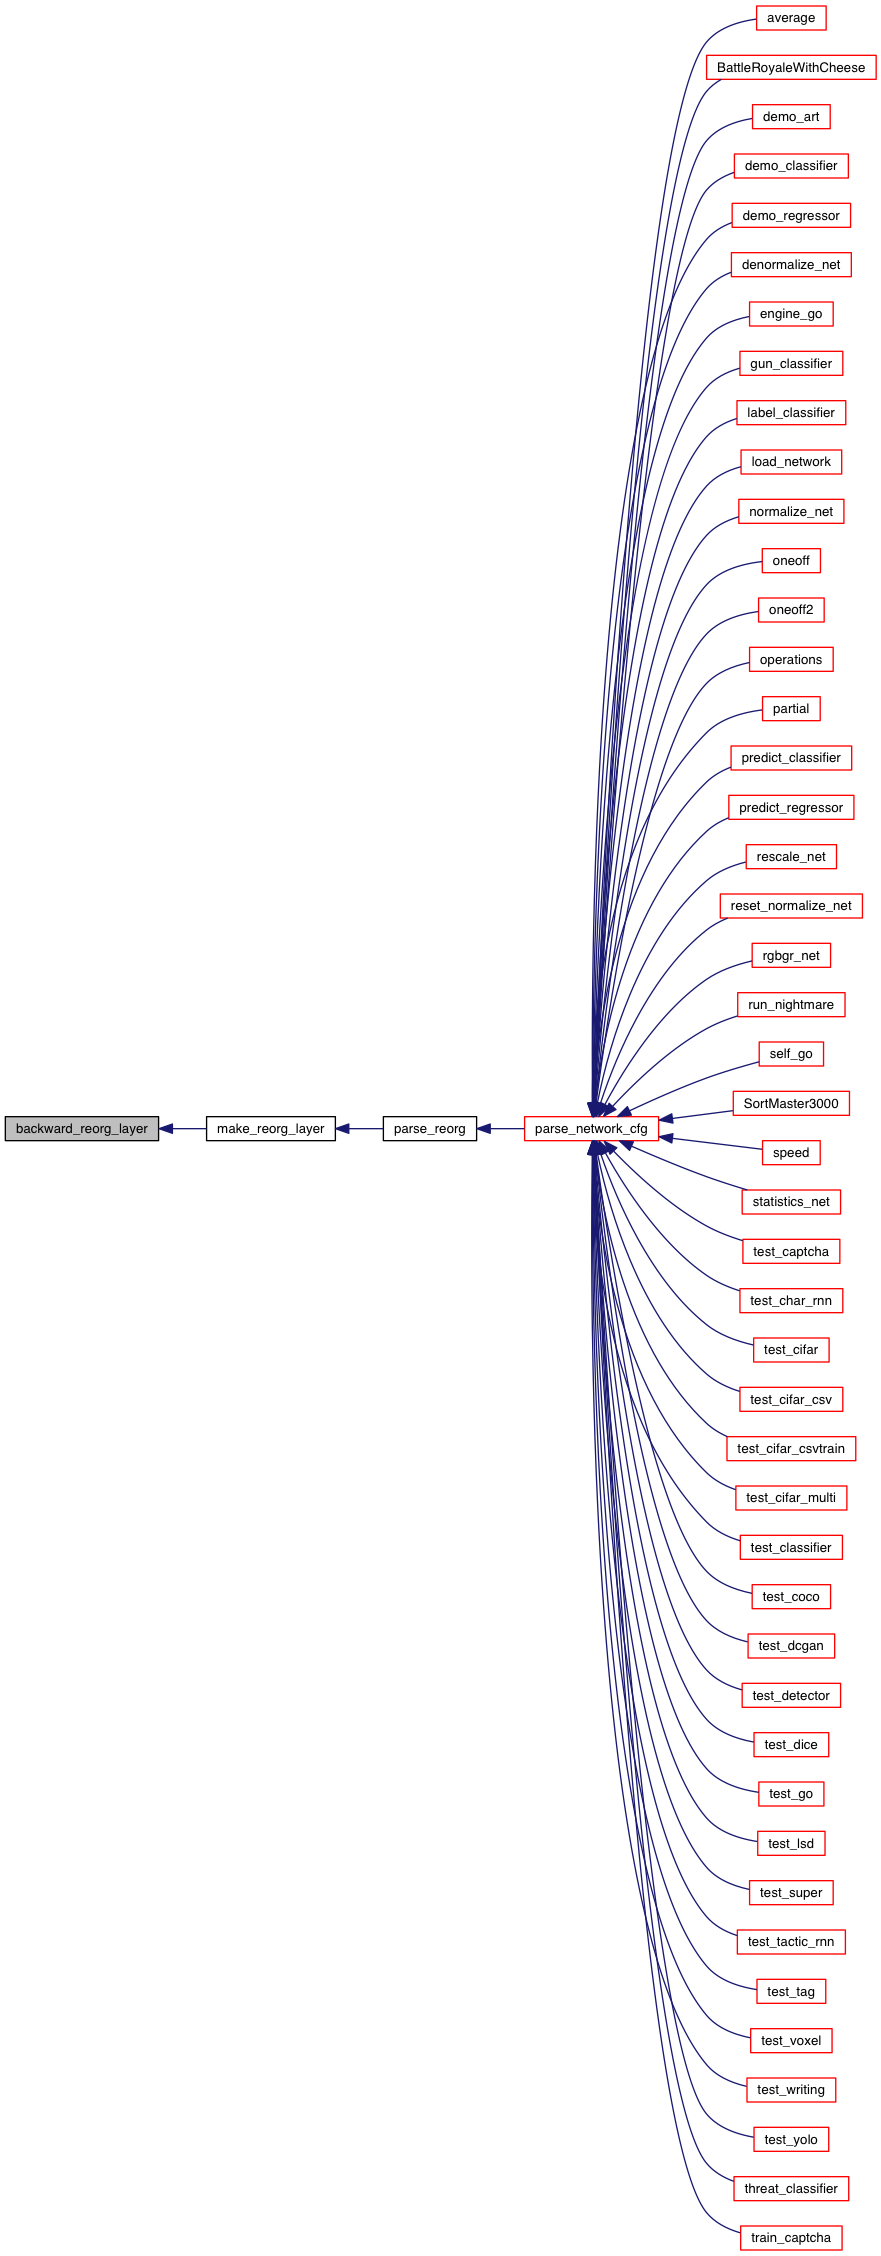 average
BattleRoyaleWithCheese
demo_art
demo_classifier
demo_regressor
denormalize_net
engine_go
gun_classifier
label_classifier
load_network
normalize_net
oneoff
oneoff2
operations
partial
predict_classifier
predict_regressor
rescale_net
reset_normalize_net
rgbgr_net
run_nightmare
self_go
SortMaster3000
backward_reorg_layer
make_reorg_layer
parse_reorg
parse_network_cfg
speed
statistics_net
test_captcha
test_char_rnn
test_cifar
test_cifar_csv
test_cifar_csvtrain
test_cifar_multi
test_classifier
test_coco
test_dcgan
test_detector
test_dice
test_go
test_lsd
test_super
test_tactic_rnn
test_tag
test_voxel
test_writing
test_yolo
threat_classifier
train_captcha